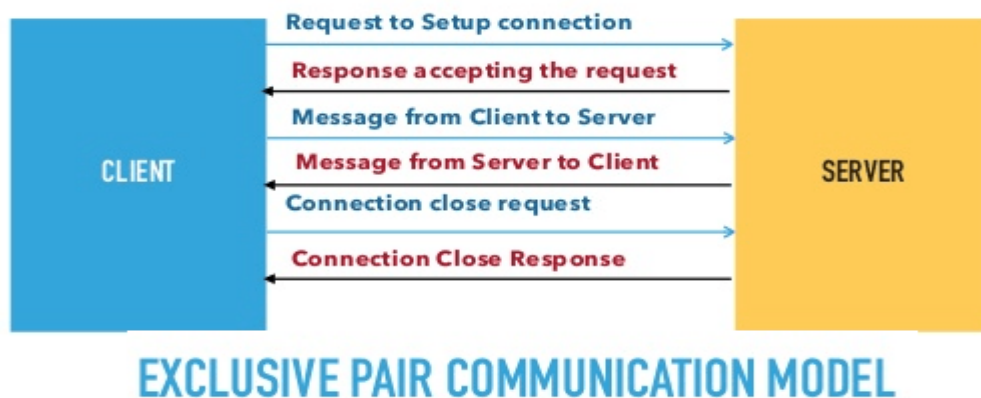 Request to Setup connection
Response accepting the request
Message from Client to Server
CLIENT
Message from Server to Client
SERVER
Connection close request
Connection Close Response
EXCLUSIVE PAIR COMMUNICATION MODEL